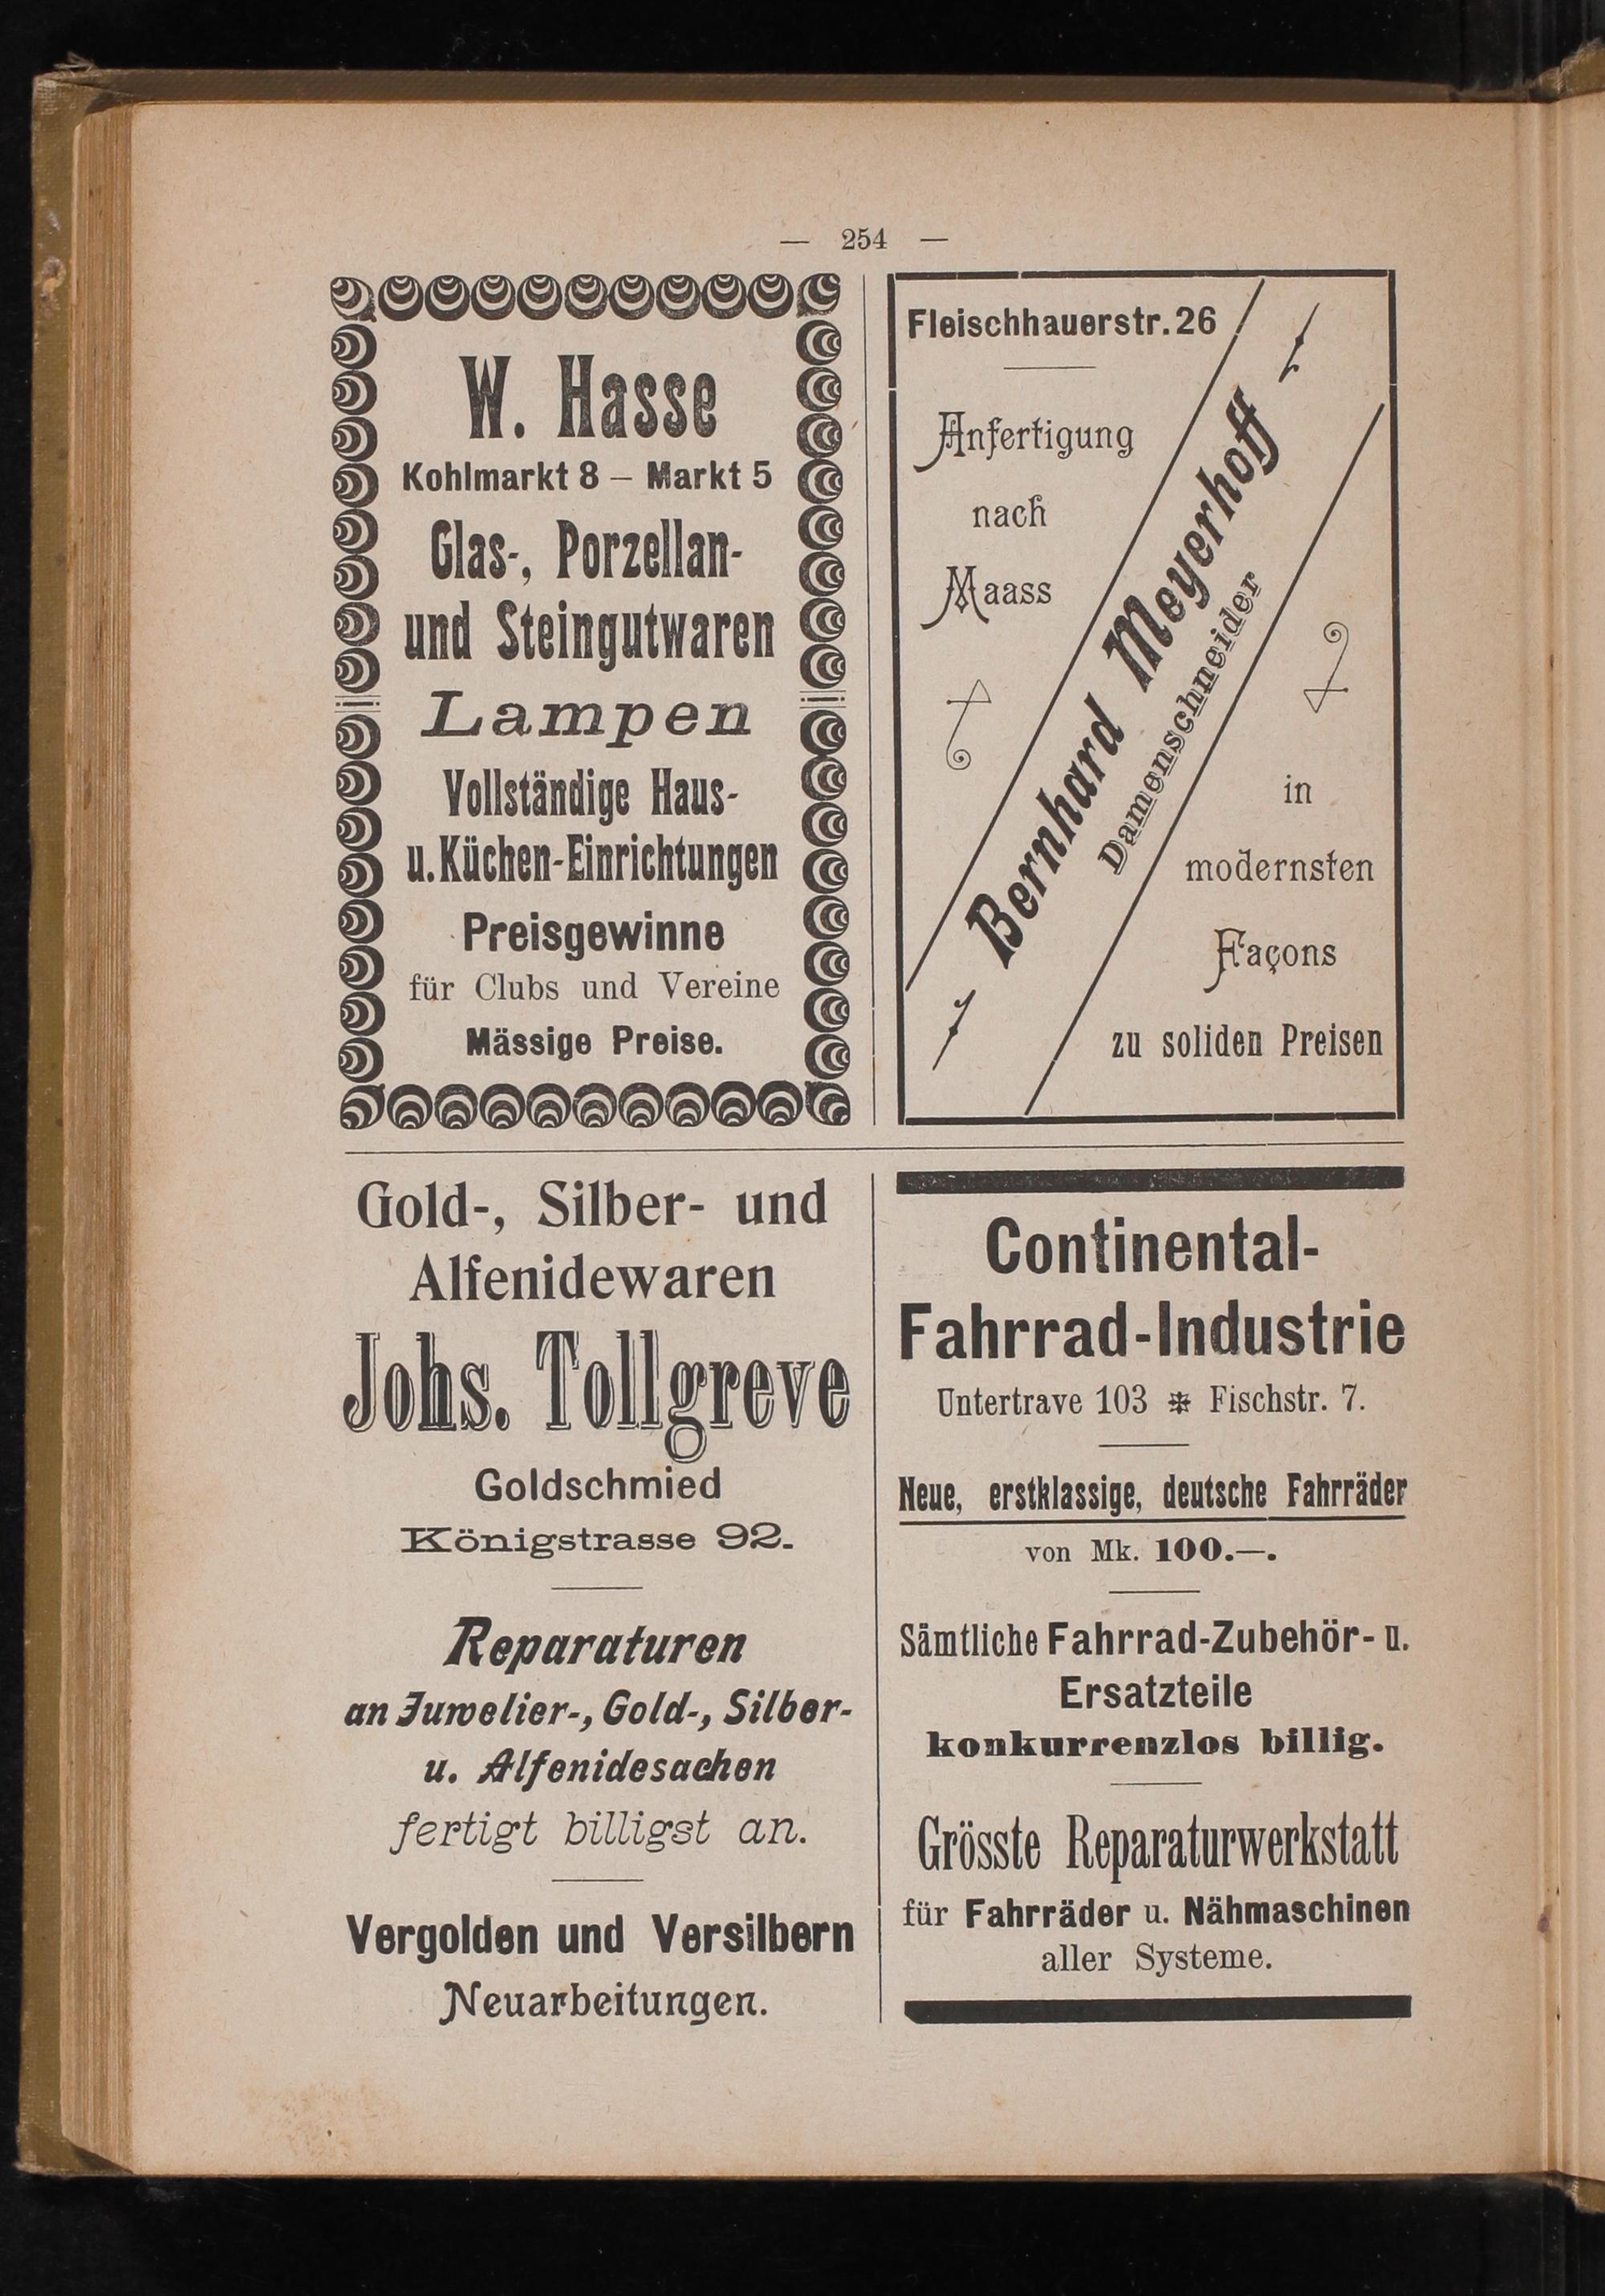 — 254 —
W. Hasse
Kohlmarkt 8 – Markt 5
Glas-, Porzellan-
und Steingutwaren
Lampen
Vollständige Haus-
u. Küchen-Einrichtungen
Preisgewinne
für Clubs und Vereine
Mässige Preise.
Fleischhauerstr. 26
Anfertigung
nach
Maass
Bernhard Meyerhoff
Damenschneider
in
modernsten
Façons
zu soliden Preisen
Gold-, Silber- und
Alfenidewaren
Johs. Tollgreve
Goldschmied
Königstrasse 92.
Reparaturen
an Juwelier-, Gold-, Silber-
u. Alfenidesachen
fertigt billigst an.
Vergolden und Versilbern
Neuarbeitungen.
Continental-
Fahrrad-Industrie
Untertrave 103 ❉ Fischstr. 7.
Neue, erstklassige, deutsche Fahrräder
von Mk. 100.—.
Sämtliche Fahrrad-Zubehör- u.
Ersatzteile
konkurrenzlos billig.
Grösste Reparaturwerkstatt
für Fahrräder u. Nähmaschinen
aller Systeme.